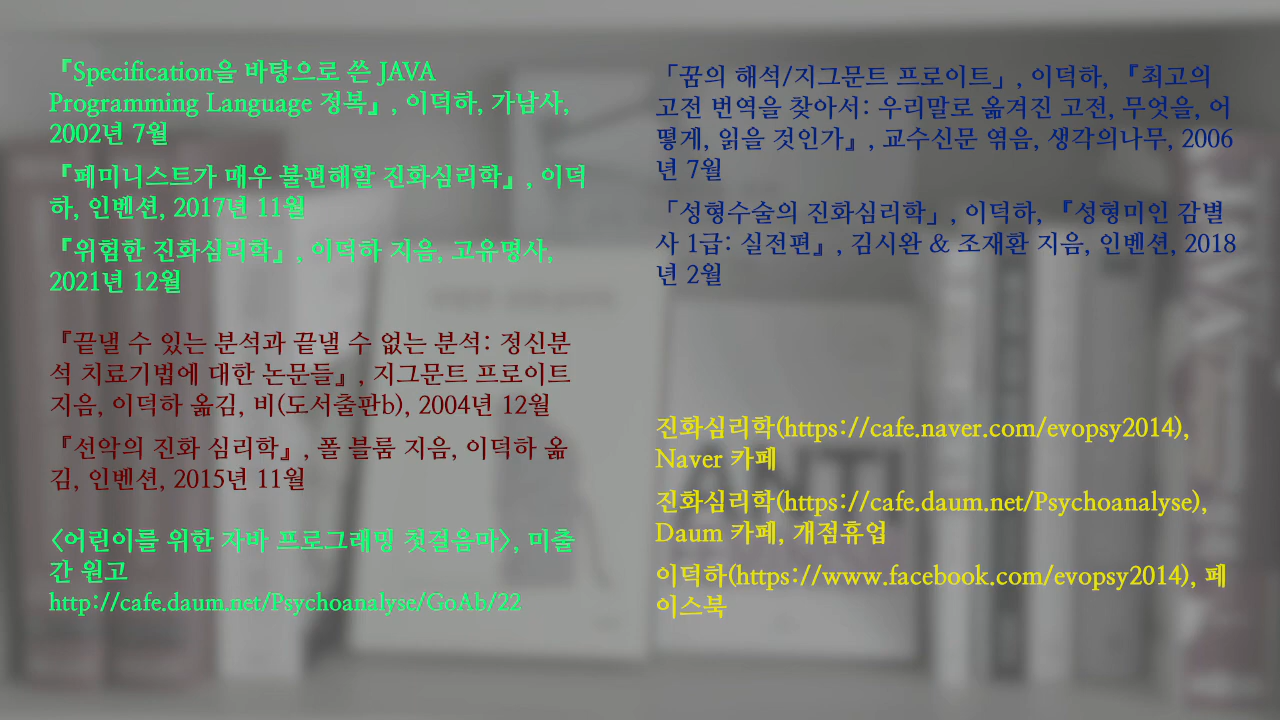 『Specification을 바탕으로 쓴 JAVA
Programming Language 정복』, 이덕하, 가남사,
2002년 7월
『페미니스트가 매우 불편해할 진화심리학』, 이덕
하, 인벤션, 2017년 11월
『위험한 진화심리학』, 이덕하 지음, 고유명사,
2021년 12월
『끝낼 수 있는 분석과 끝낼 수 없는 분석: 정신분
석 치료기법에 대한 논문들』, 지그문트 프로이트
지음, 이덕하 옮김, 비(도서출판b), 2004년 12월
『선악의 진화 심리학』, 폴 블룸 지음, 이덕하 옮
김, 인벤션, 2015년 11월
<어린이를 위한 자바 프로그래밍 첫걸음마>, 미출
간 원고
http://cafe.daum.net/Psychoanalyse/GoAb/22
「꿈의 해석/지그문트 프로이트」, 이덕하, 『최고의
고전 번역을 찾아서: 우리말로 옮겨진 고전, 무엇을, 어
떻게, 읽을 것인가』, 교수신문 엮음, 생각의나무, 2006
년 7월
「성형수술의 진화심리학」, 이덕하, 『성형미인 감별
사 1급: 실전편』, 김시완 & 조재환 지음, 인벤션, 2018
년 2월
진화심리학(https://cafe.naver.com/evopsy2014),
Naver 카페
진화심리학(https://cafe.daum.net/Psychoanalyse),
Daum 카페, 개점휴업
이덕하(https://www.facebook.com/evopsy2014), 페
이스북